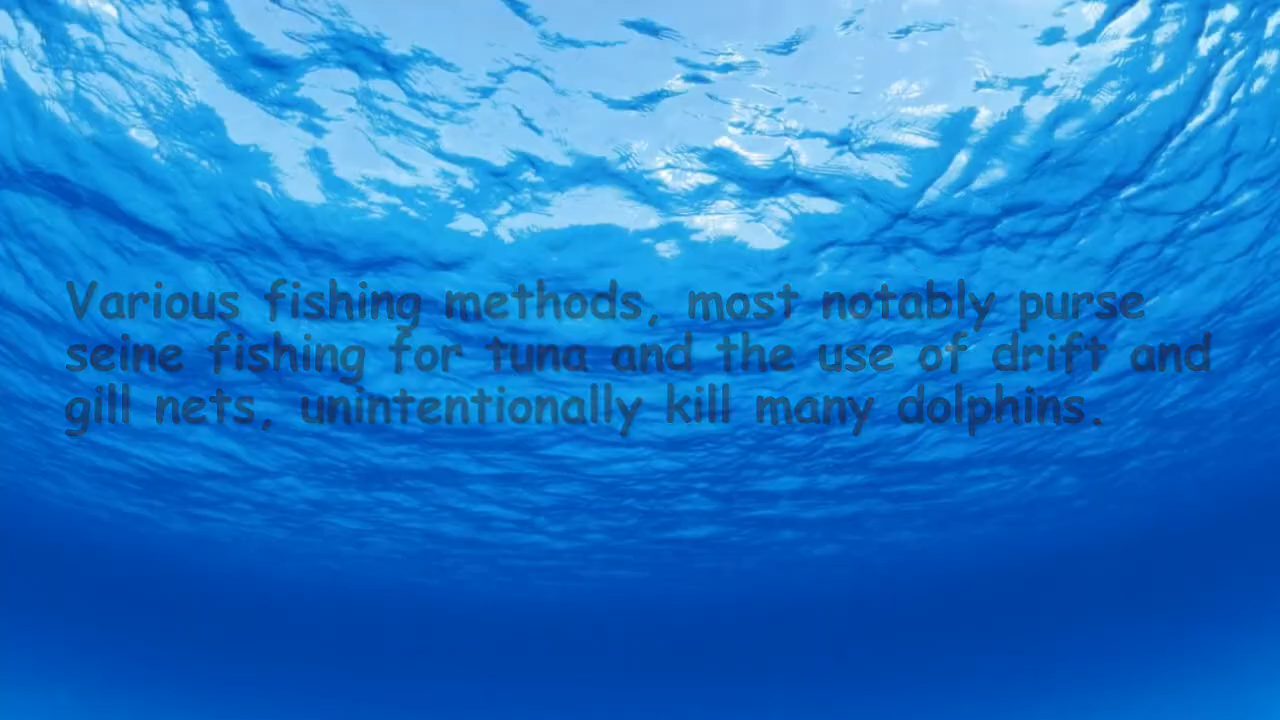 Various fishing methods, most notably purse
seine fishing for tuna and the use of drift and
gill nets, unintentionally kill many dolphins.